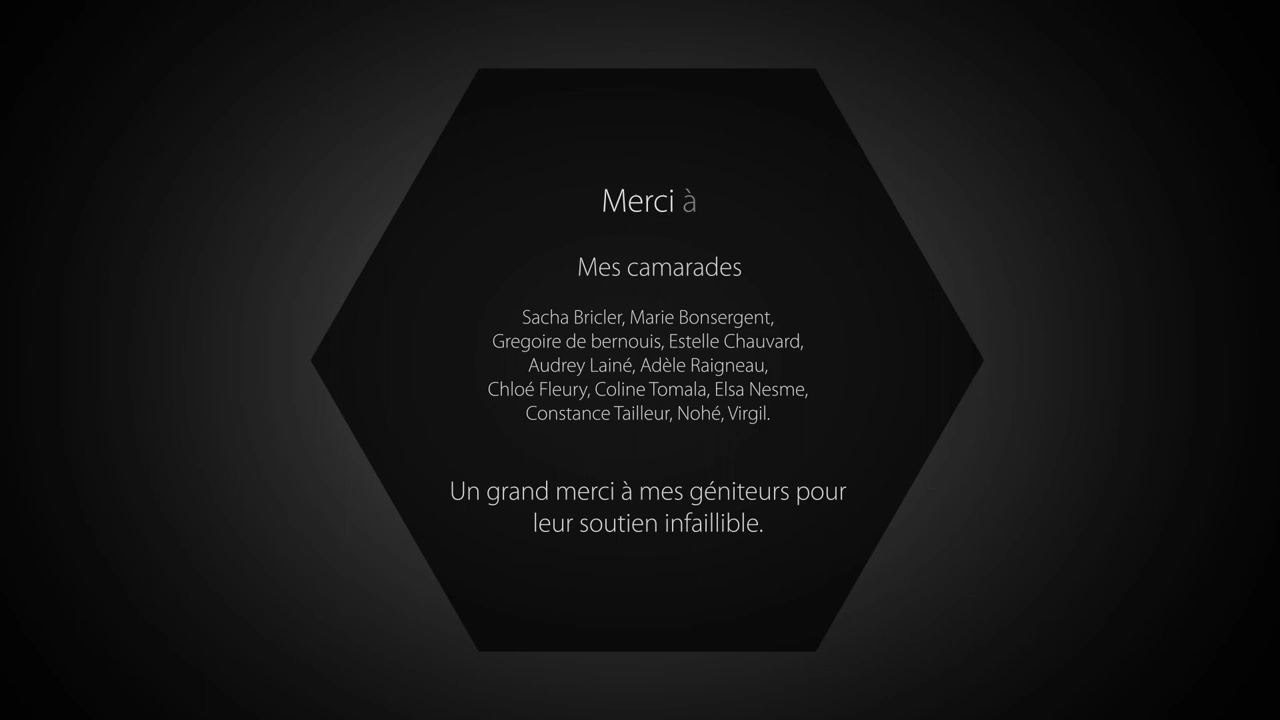 Merci à
Mes camarades
Sacha Bricler, Marie Bonsergent,
Gregoire de bernouis, Estelle Chauvard,
Audrey Lainé, Adèle Raigneau,
Chloé Fleury, Coline Tomala, Elsa Nesme,
Constance Tailleur, Nohé, Virgil.
Un grand merci à mes géniteurs pour
leur soutien infaillible.